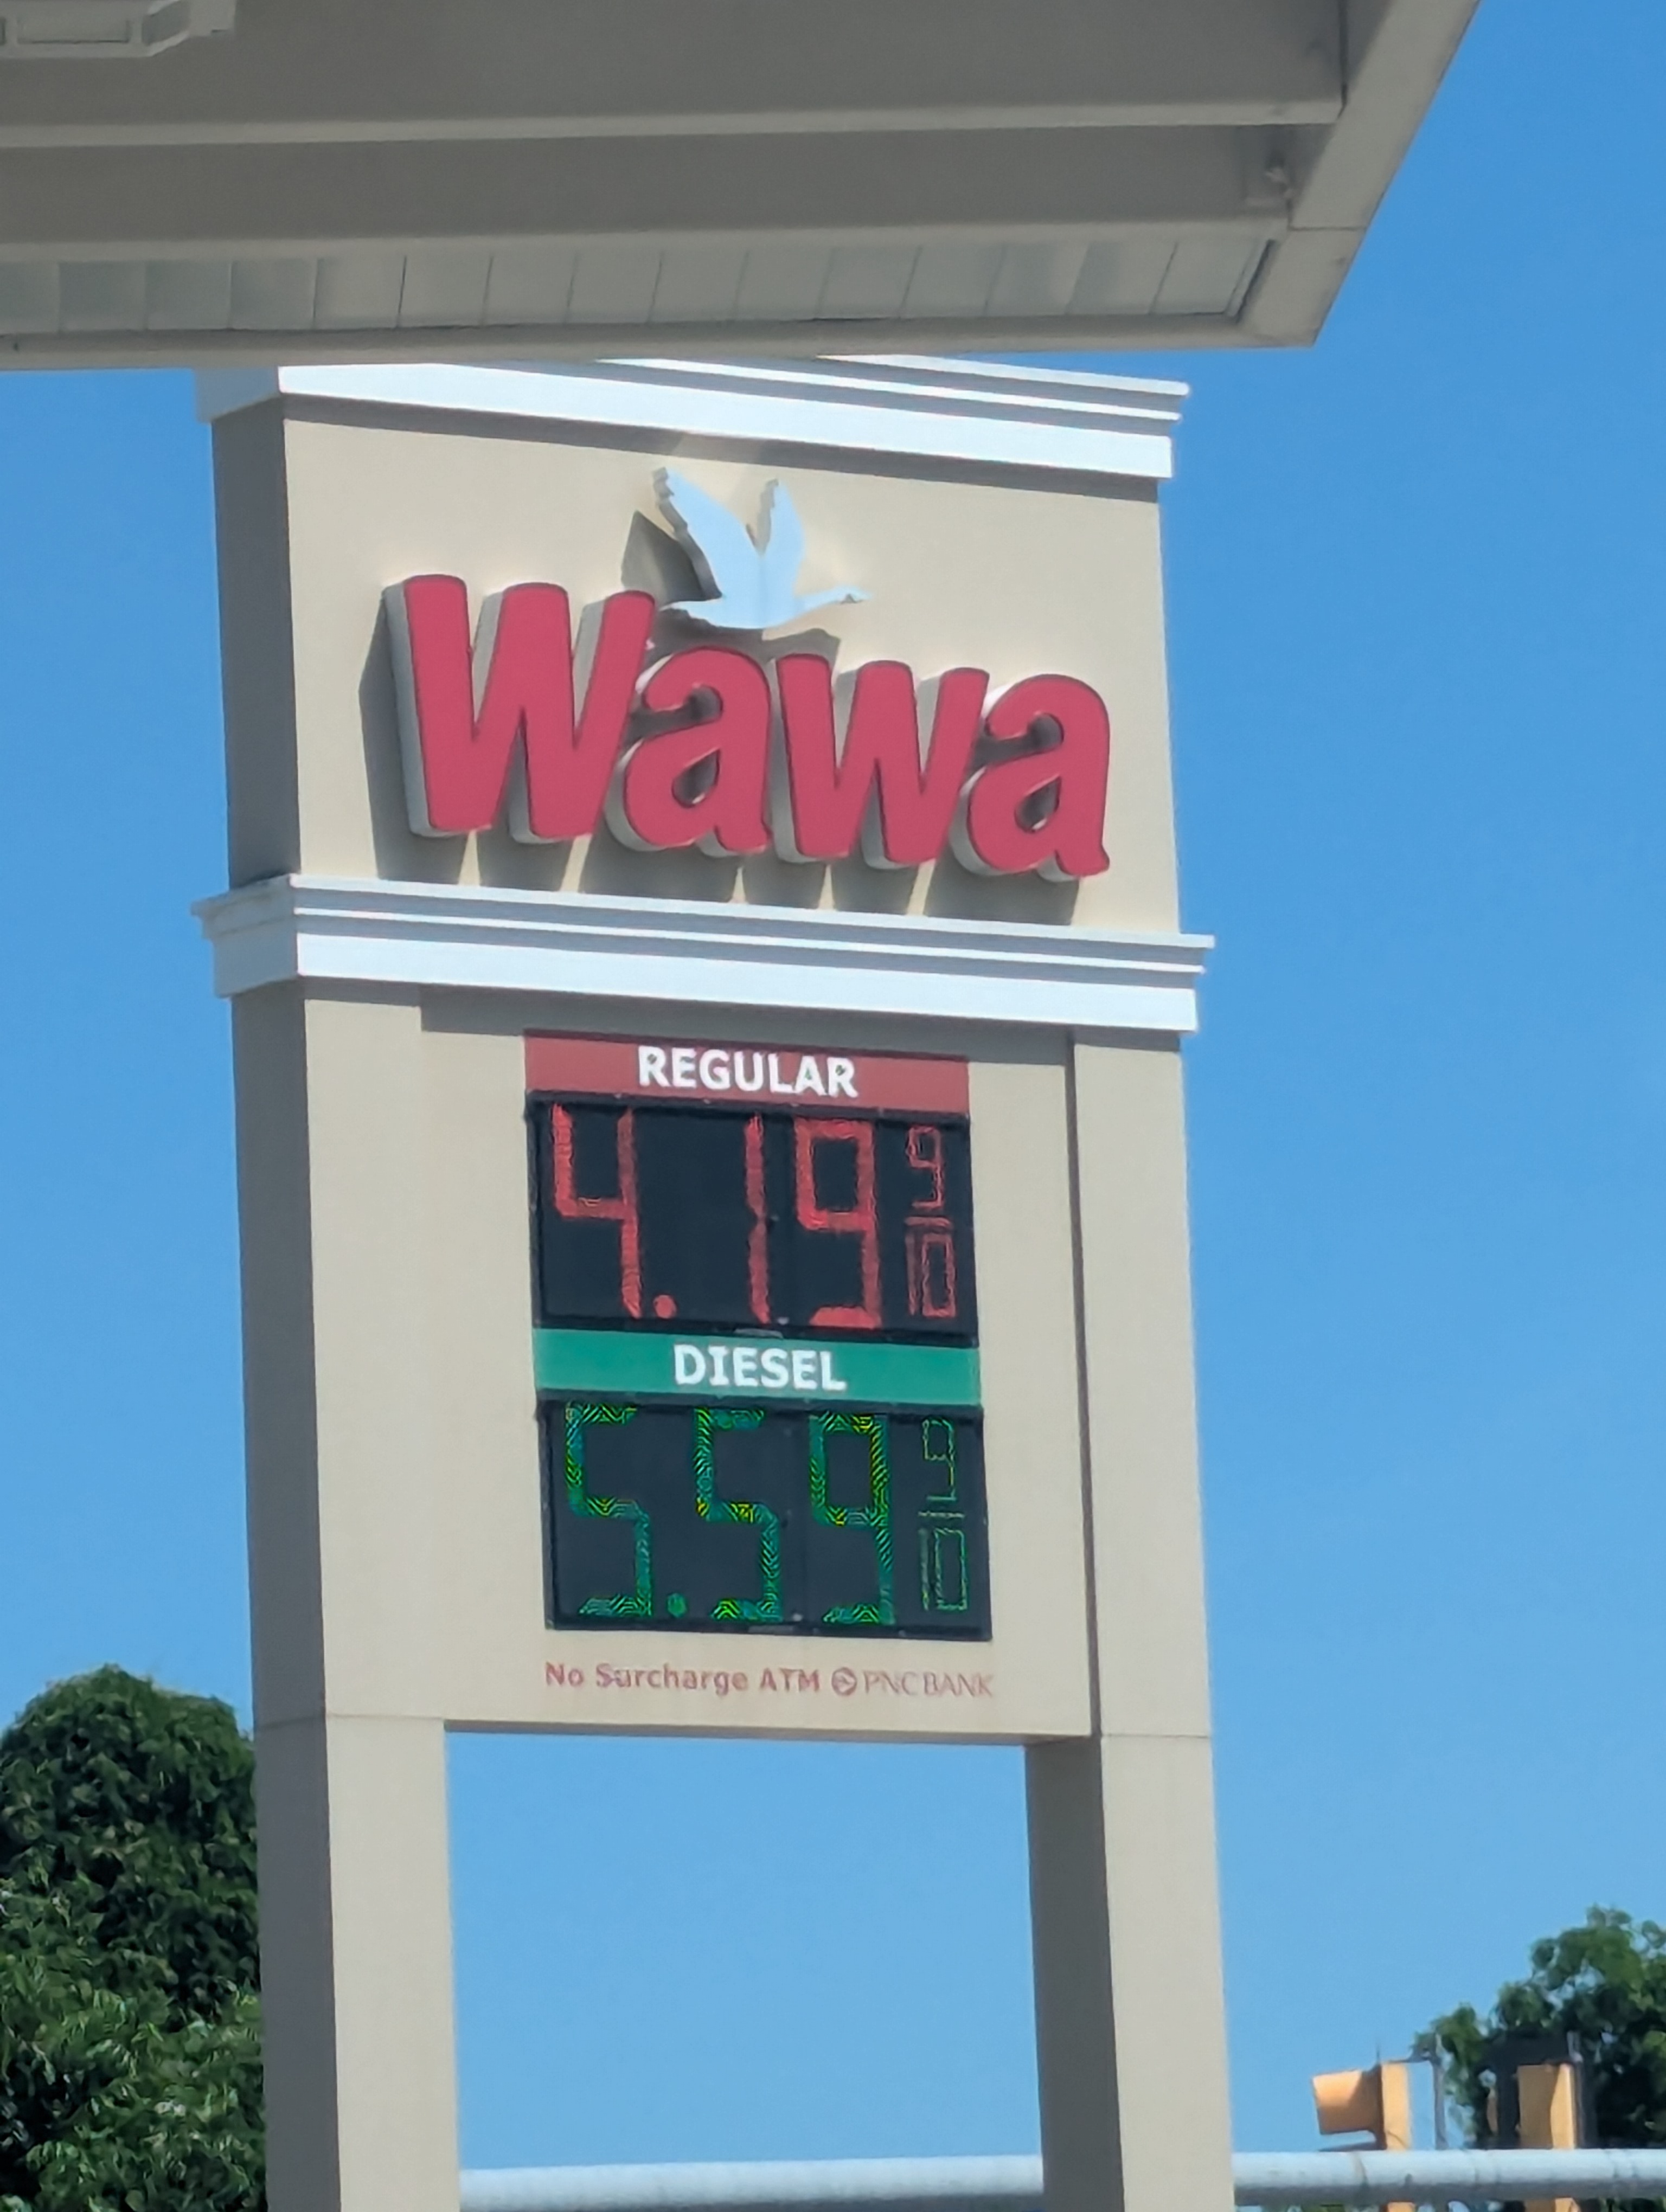 Wawa
REGULAR
4.19 9/10
DIESEL
5.59 9/10
No Surcharge ATM PNC BANK